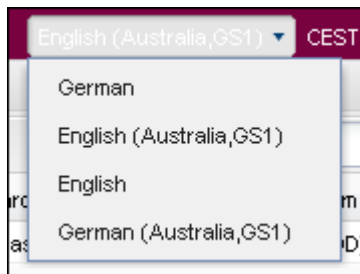 English (Australia,GS1) CEST
German
English (Australia,GS1)
English
German (Australia,GS1)